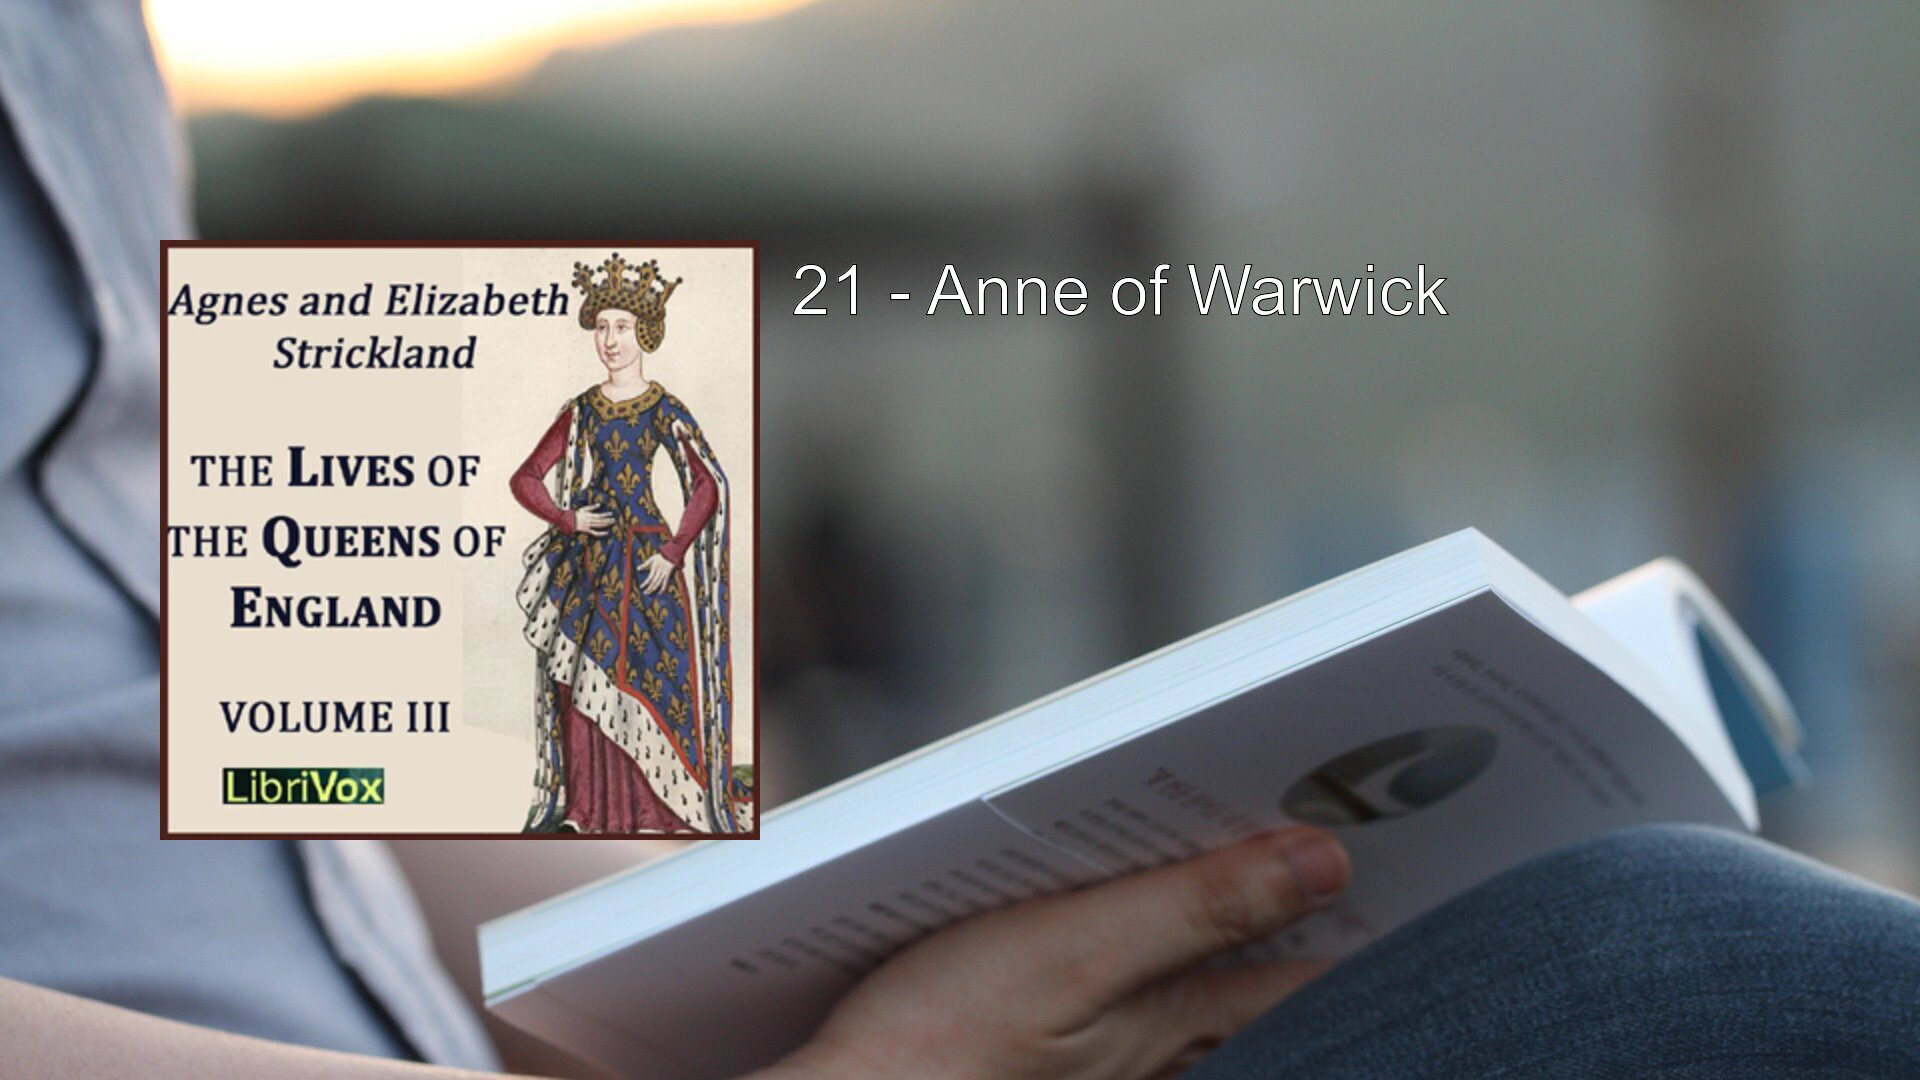 Agnes and Elizabeth
Strickland
THE LIVES OF
THE QUEENS OF
ENGLAND
VOLUME III
LibriVox
21 - Anne of Warwick